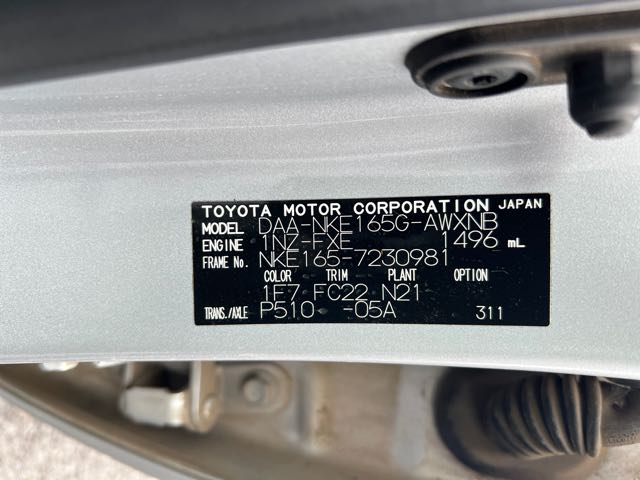 TOYOTA MOTOR CORPORATION JAPAN
MODEL DAA-NKE165G-AWXNB
ENGINE 1NZ-FXE 1496 mL
FRAME No. NKE165-7230981
COLOR TRIM PLANT OPTION
1F7 FC22 N21
TRANS./AXLE P510 -05A 311